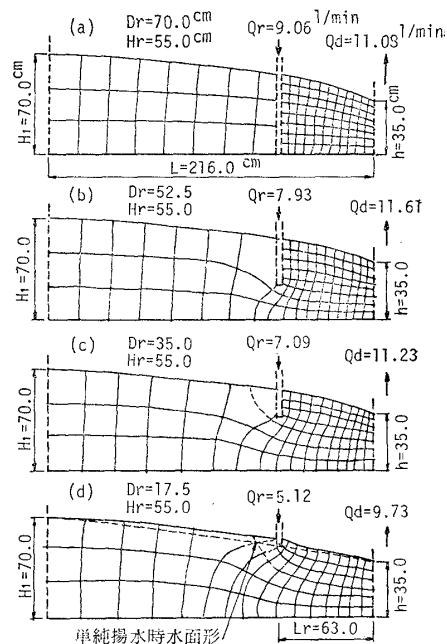 (a) Dr=70.0cm Qr=9.06 l/min
Hr=55.0cm Qd=11.08 l/min
H1=70.0cm
h=35.0cm
L=216.0 cm
(b) Dr=52.5 Qr=7.93
Hr=55.0 Qd=11.61
H1=70.0
h=35.0
(c) Dr=35.0 Qr=7.09
Hr=55.0 Qd=11.23
H1=70.0
h=35.0
(d) Dr=17.5 Qr=5.12
Hr=55.0 Qd=9.73
H1=70.0
h=35.0
単純揚水時水面形 Lr=63.0